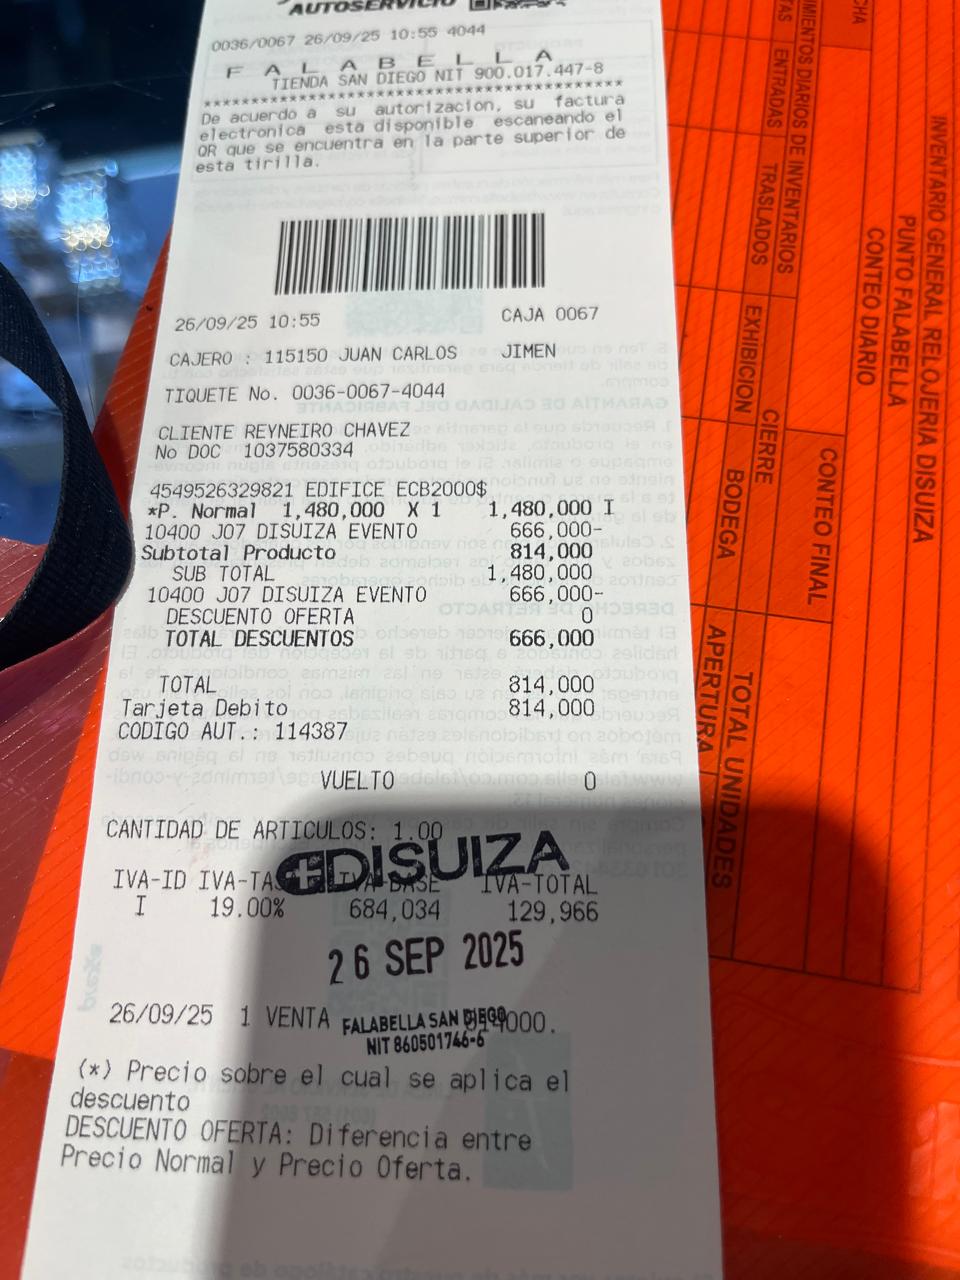 AUTOSERVICIO
0036/0067 26/09/25 10:55 4044
F A L A B E L L A
TIENDA SAN DIEGO NIT 900.017.447-8
De acuerdo a su autorizacion, su factura
electronica esta disponible escaneando el
QR que se encuentra en la parte superior de
esta tirilla.
26/09/25 10:55 CAJA 0067
CAJERO : 115150 JUAN CARLOS JIMEN
TIQUETE No. 0036-0067-4044
CLIENTE REYNEIRO CHAVEZ
No DOC 1037580334
4549526329821 EDIFICE ECB2000$
*P. Normal 1,480,000 X 1 1,480,000 I
10400 J07 DISUIZA EVENTO 666,000-
Subtotal Producto 814,000
SUB TOTAL 1,480,000
10400 J07 DISUIZA EVENTO 666,000-
DESCUENTO OFERTA 0
TOTAL DESCUENTOS 666,000
TOTAL 814,000
Tarjeta Debito 814,000
CODIGO AUT.: 114387
VUELTO 0
CANTIDAD DE ARTICULOS: 1.00
DISUIZA
IVA-ID IVA-TAS IVA-BASE IVA-TOTAL
I 19.00% 684,034 129,966
26 SEP 2025
26/09/25 1 VENTA
FALABELLA SAN DIEGO
NIT 860501746-6
(*) Precio sobre el cual se aplica el
descuento
DESCUENTO OFERTA: Diferencia entre
Precio Normal y Precio Oferta.
INVENTARIO GENERAL RELOJERIA DISUIZA
PUNTO FALABELLA
CONTEO DIARIO
CONTEO FINAL
MIENTOS DIARIOS DE INVENTARIOS
ENTRADAS
TRASLADOS
EXHIBICION
CIERRE
BODEGA
TOTAL UNIDADES
APERTURA